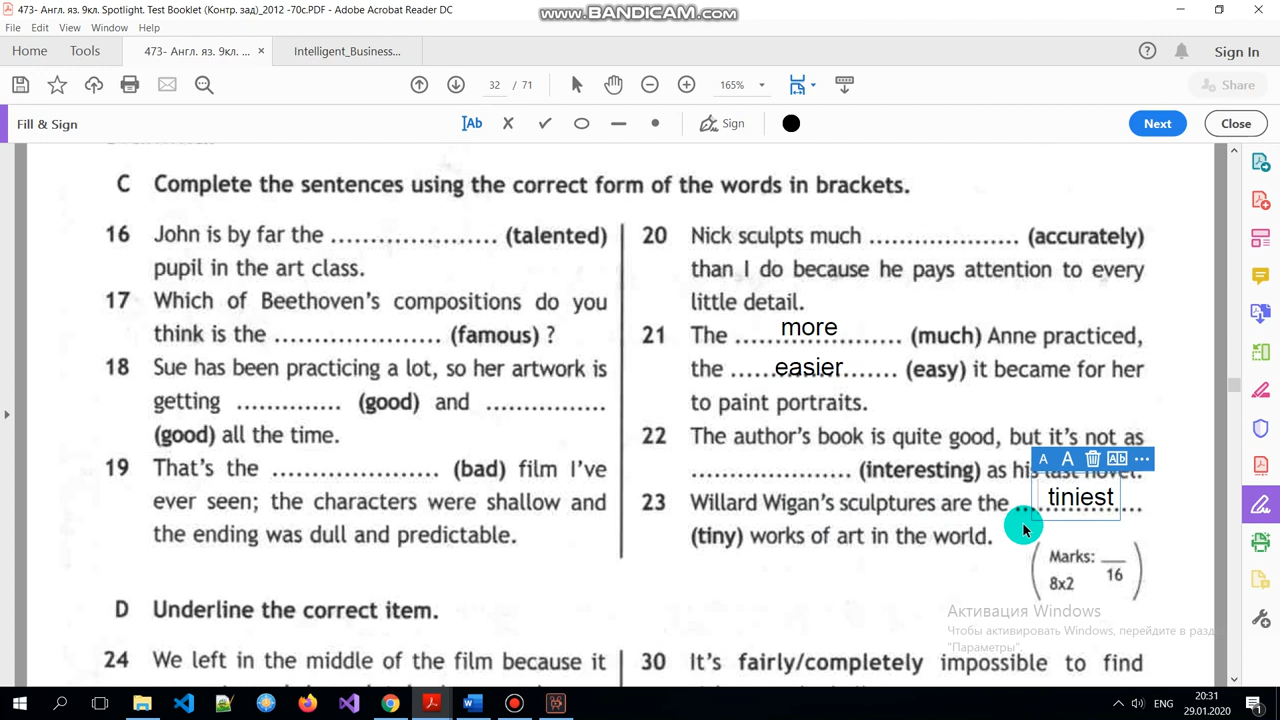 473- Англ. яз. 9кл. Spotlight. Test Booklet (Контр. зад)_2012 -70с.PDF - Adobe Acrobat Reader DC
www.BANDICAM.com
File Edit View Window Help
Home Tools 473- Англ. яз. 9кл. ... × Intelligent_Business... Sign In
32 / 71 165% Share
Fill & Sign Ab Sign Next Close
C Complete the sentences using the correct form of the words in brackets.
16 John is by far the ..................... (talented)
pupil in the art class.
17 Which of Beethoven's compositions do you
think is the ..................... (famous) ?
18 Sue has been practicing a lot, so her artwork is
getting ............. (good) and ...............
(good) all the time.
19 That's the ..................... (bad) film I've
ever seen; the characters were shallow and
the ending was dull and predictable.
20 Nick sculpts much ................... (accurately)
than I do because he pays attention to every
little detail.
21 The ..... more ..... (much) Anne practiced,
the ..... easier ..... (easy) it became for her
to paint portraits.
22 The author's book is quite good, but it's not as
.................... (interesting) as his last novel.
A A Ab ...
23 Willard Wigan's sculptures are the tiniest
(tiny) works of art in the world.
Marks: __
8x2 16
D Underline the correct item.
24 We left in the middle of the film because it
30 It's fairly/completely impossible to find
Активация Windows
Чтобы активировать Windows, перейдите в разд
"Параметры".
ENG
20:31
29.01.2020
1